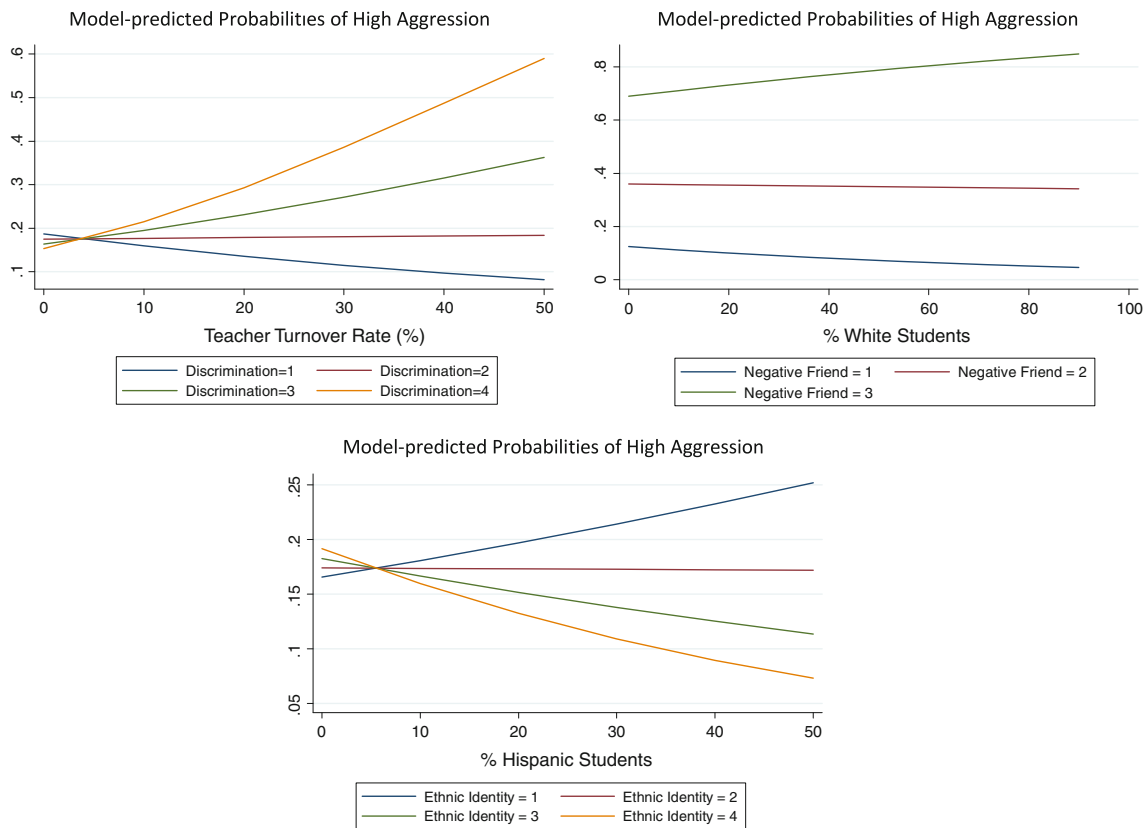 Model-predicted Probabilities of High Aggression
.6
.5
.4
.3
.2
.1
0 10 20 30 40 50
Teacher Turnover Rate (%)
Discrimination=1 Discrimination=2
Discrimination=3 Discrimination=4
Model-predicted Probabilities of High Aggression
.8
.6
.4
.2
0
0 20 40 60 80 100
% White Students
Negative Friend = 1 Negative Friend = 2
Negative Friend = 3
Model-predicted Probabilities of High Aggression
.25
.2
.15
.1
.05
0 10 20 30 40 50
% Hispanic Students
Ethnic Identity = 1 Ethnic Identity = 2
Ethnic Identity = 3 Ethnic Identity = 4